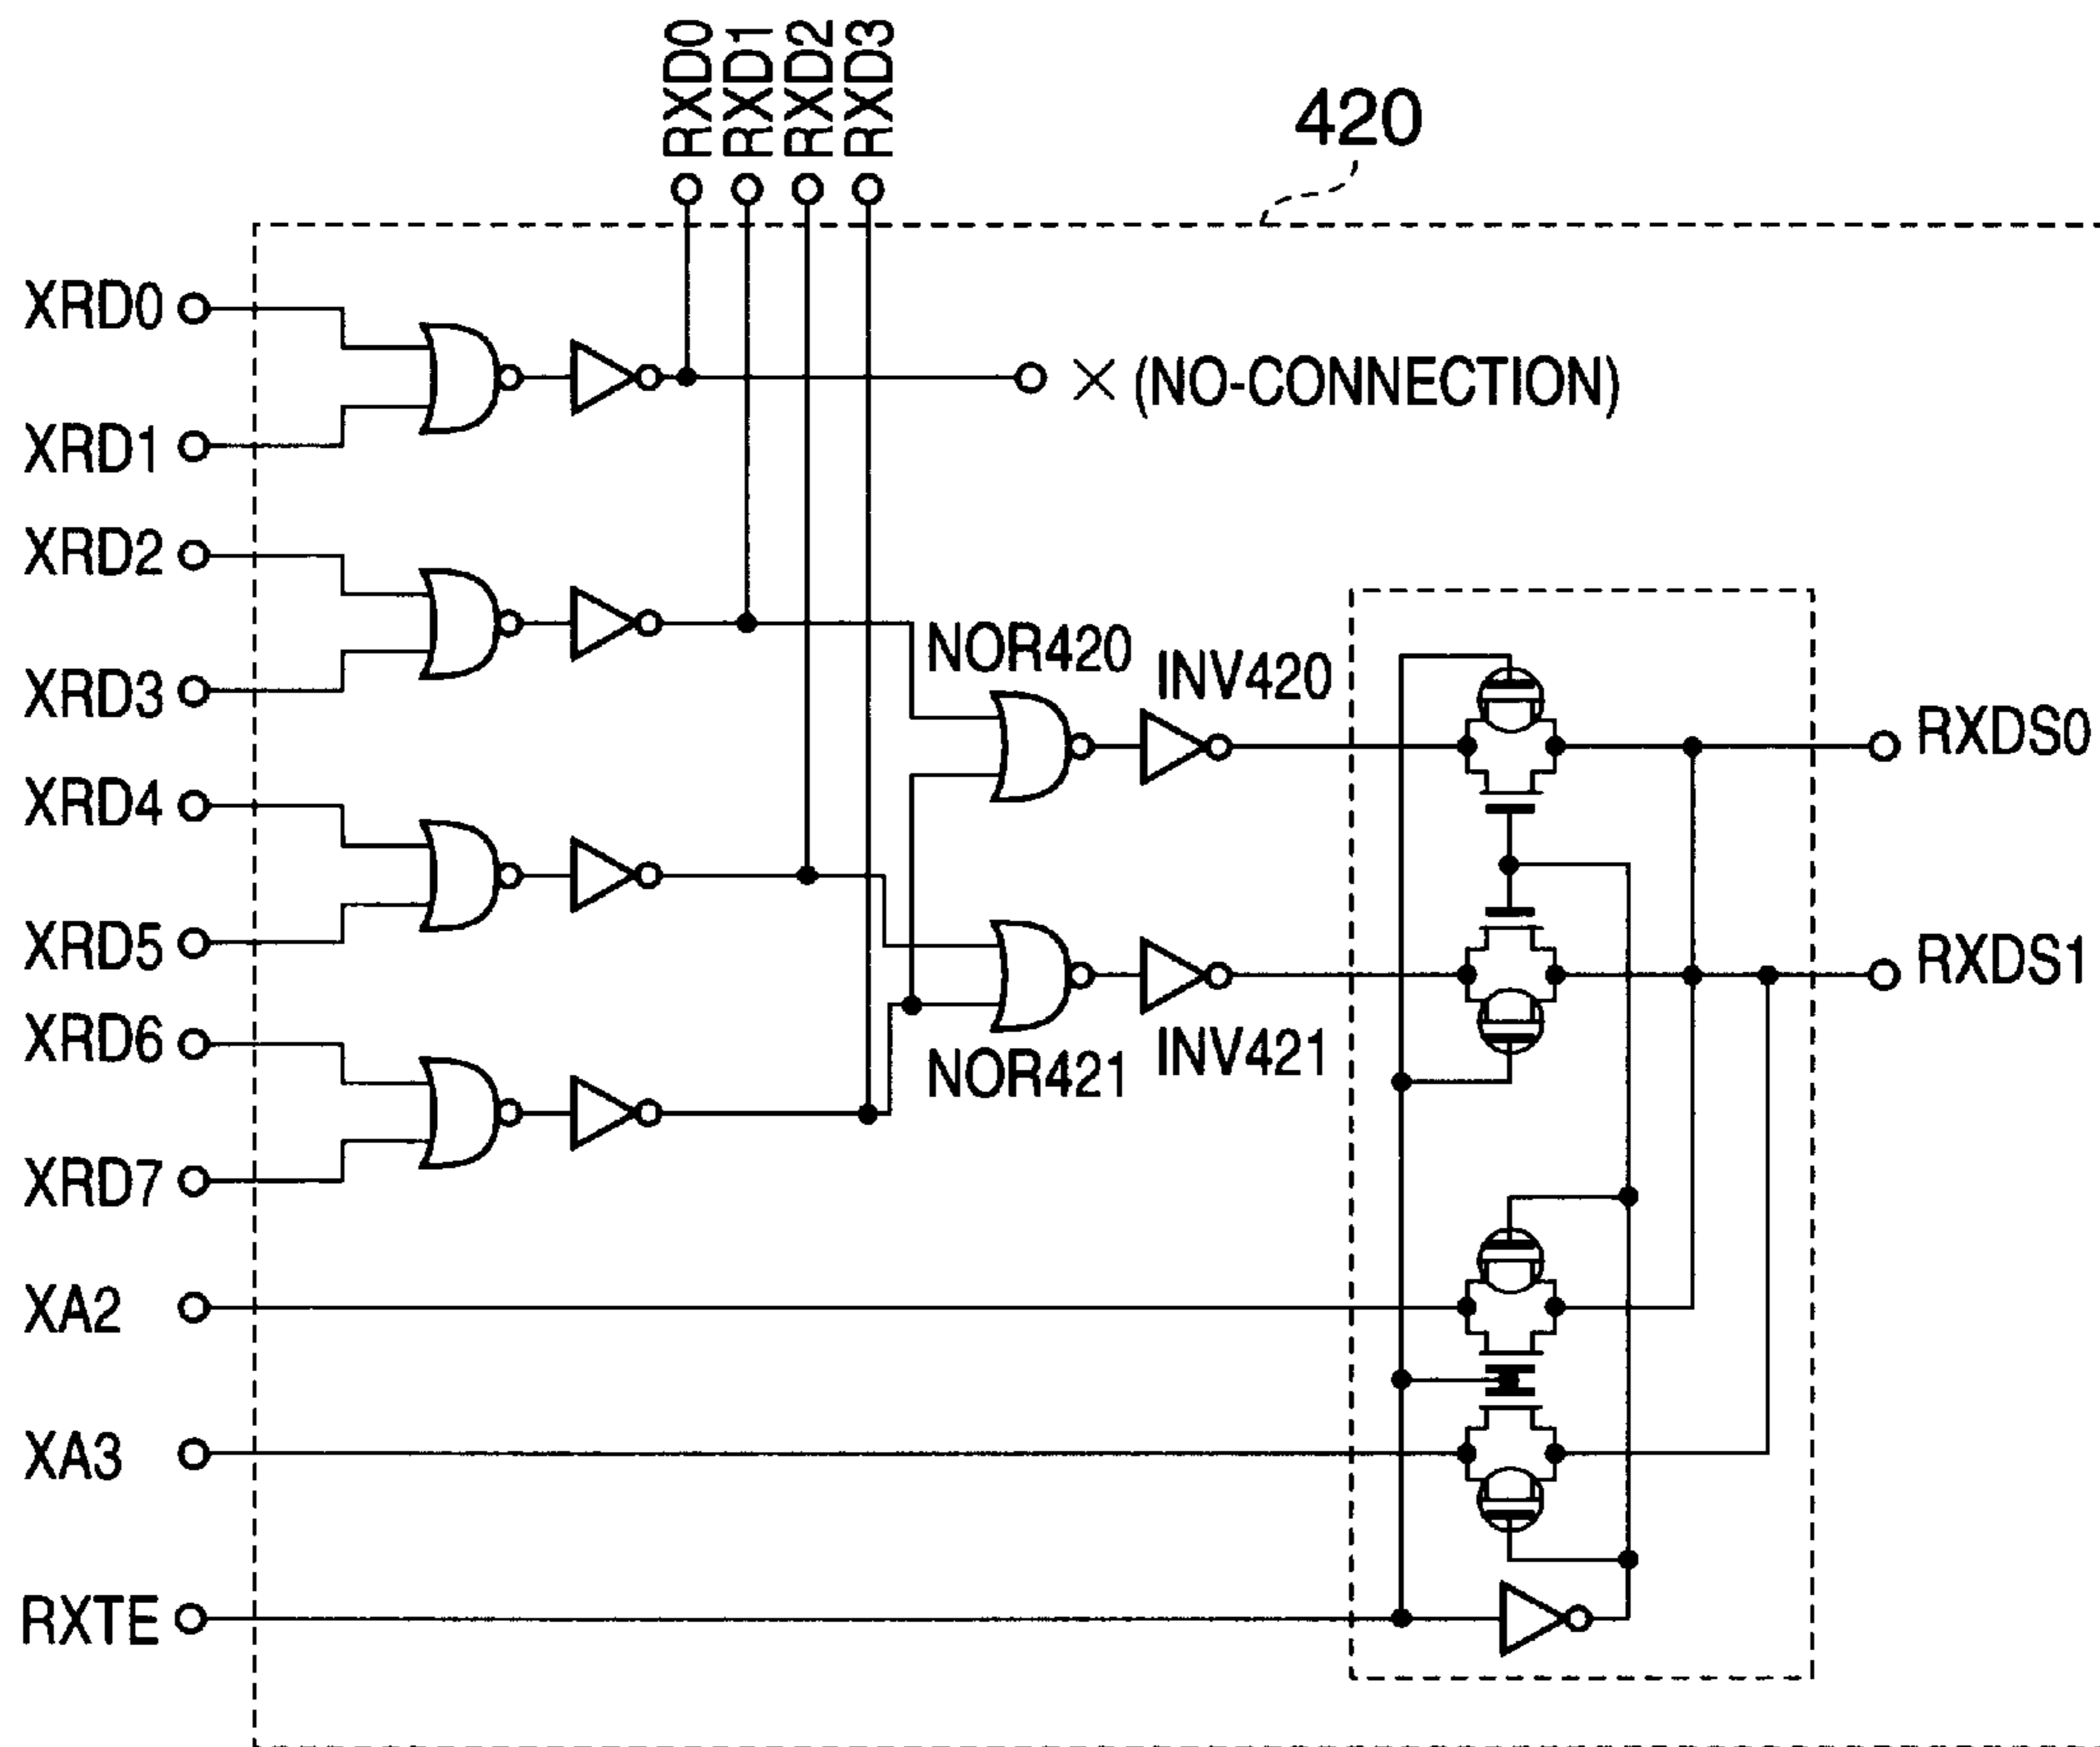 RXD0
RXD1
RXD2
RXD3
420
XRD0
× (NO-CONNECTION)
XRD1
XRD2
NOR420
INV420
XRD3
RXDS0
XRD4
XRD5
RXDS1
XRD6
NOR421
INV421
XRD7
XA2
XA3
RXTE